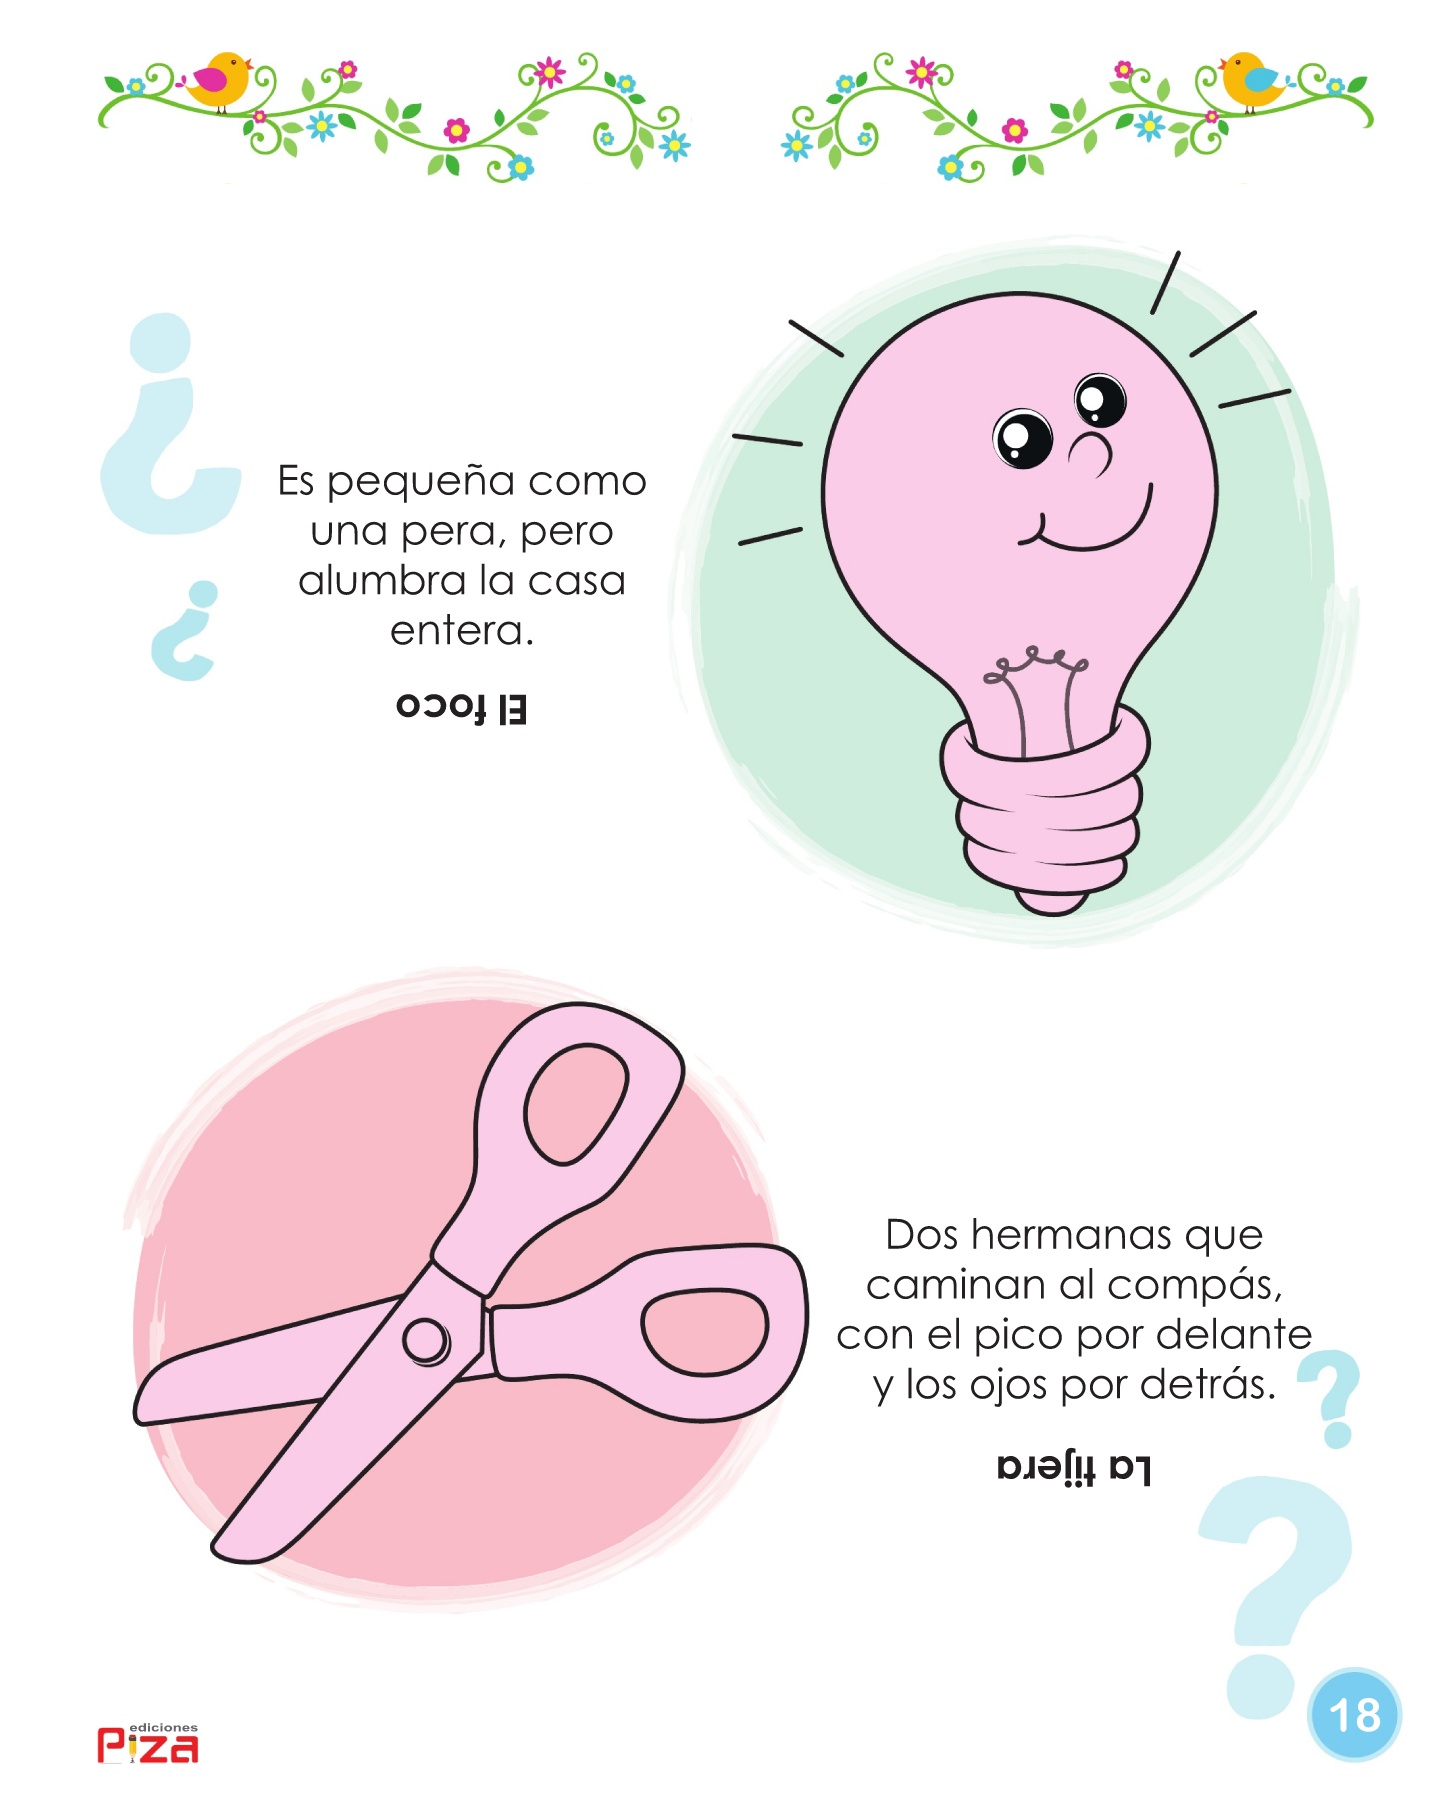 Es pequeña como
una pera, pero
alumbra la casa
entera.
El foco
Dos hermanas que
caminan al compás,
con el pico por delante
y los ojos por detrás.
La tijera
ediciones
Piza
18